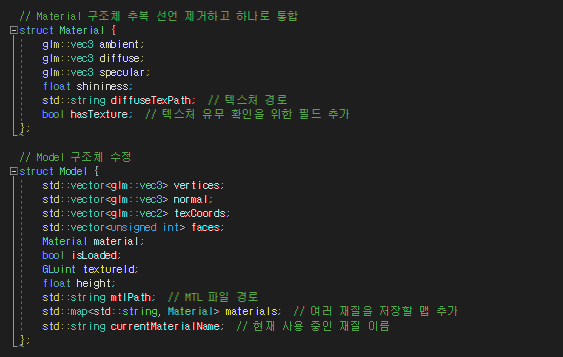 // Material 구조체 추복 선언 제거하고 하나로 통합
struct Material {
glm::vec3 ambient;
glm::vec3 diffuse;
glm::vec3 specular;
float shininess;
std::string diffuseTexPath; // 텍스처 경로
bool hasTexture; // 텍스처 유무 확인을 위한 필드 추가
};
// Model 구조체 수정
struct Model {
std::vector<glm::vec3> vertices;
std::vector<glm::vec3> normal;
std::vector<glm::vec2> texCoords;
std::vector<unsigned int> faces;
Material material;
bool isLoaded;
GLuint textureId;
float height;
std::string mtlPath; // MTL 파일 경로
std::map<std::string, Material> materials; // 여러 재질을 저장할 맵 추가
std::string currentMaterialName; // 현재 사용 중인 재질 이름
};